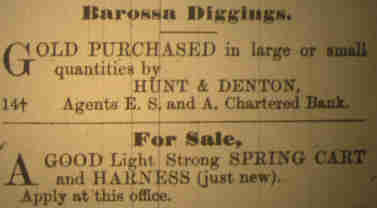 Barossa Diggings.
GOLD PURCHASED in large or small
quantities by
HUNT & DENTON,
14† Agents E. S. and A. Chartered Bank.
For Sale,
A GOOD Light Strong SPRING CART
and HARNESS (just new).
Apply at this office.